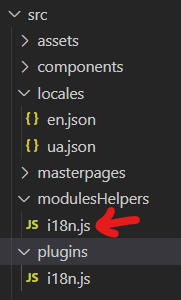 src
assets
components
locales
{} en.json
{} ua.json
masterpages
modulesHelpers
JS i18n.js
plugins
JS i18n.js